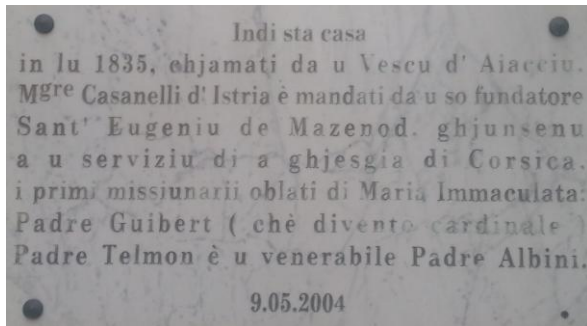 Indi sta casa
in lu 1835, chjamati da u Vescu d' Aiacciu.
Mgre Casanelli d' Istria è mandati da u so fundatore
Sant' Eugeniu de Mazenod. ghjunsenu
a u serviziu di a ghjesgia di Corsica.
i primi missiunarii oblati di Maria Immaculata:
Padre Guibert ( chè divento cardinale )
Padre Telmon è u venerabile Padre Albini.
9.05.2004